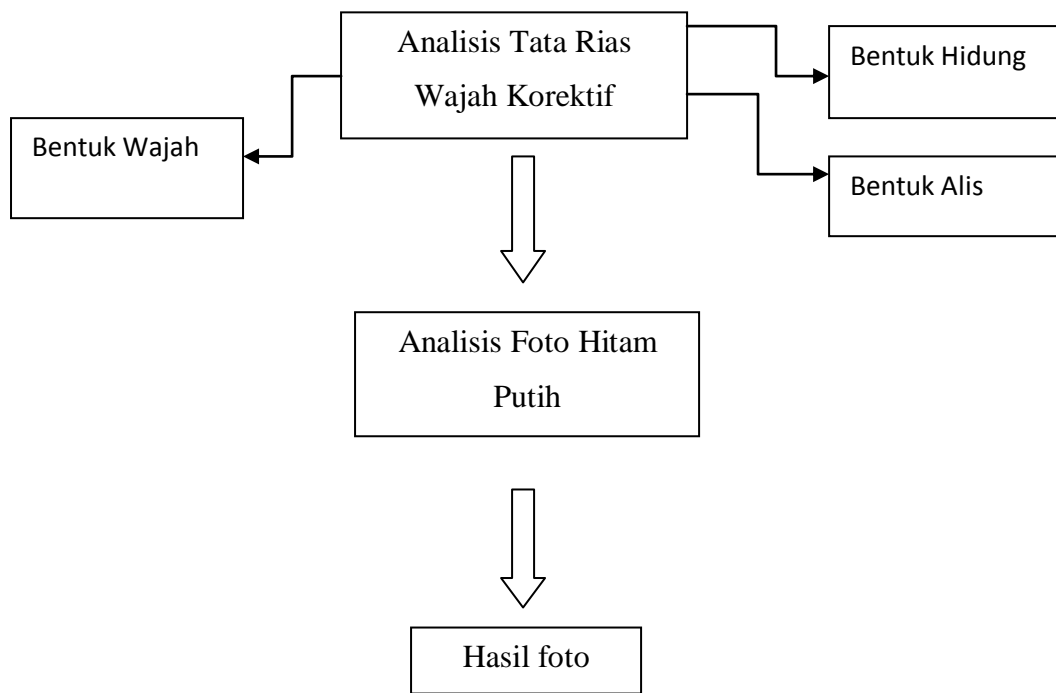 Analisis Tata Rias
Wajah Korektif
Bentuk Hidung
Bentuk Wajah
Bentuk Alis
Analisis Foto Hitam
Putih
Hasil foto